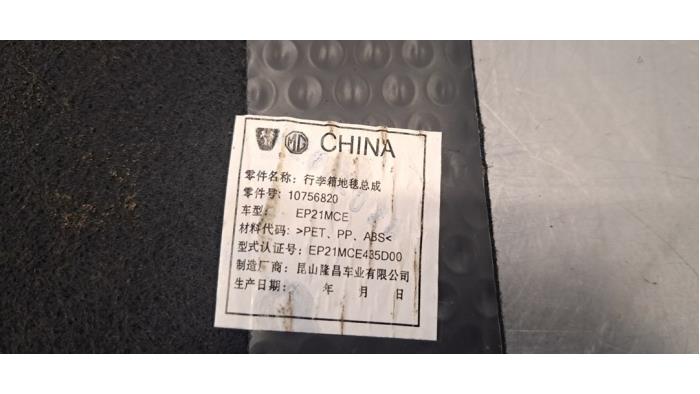 MG CHINA
零件名称: 行李箱地毯总成
零件号: 10756820
车型: EP21MCE
材料代码: >PET、PP、ABS<
型式认证号: EP21MCE435D00
制造厂商: 昆山隆昌车业有限公司
生产日期: 年 月 日